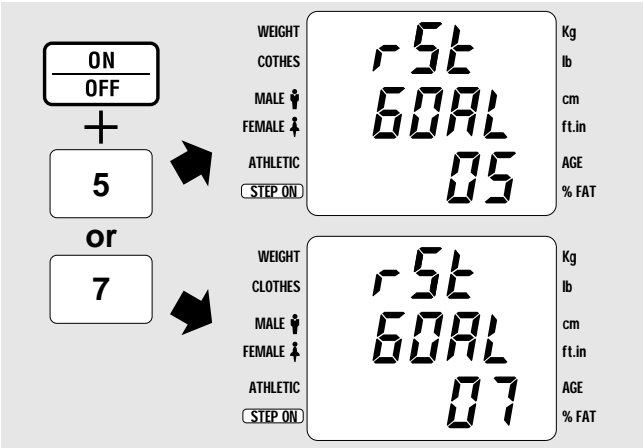 ON
OFF
+
5
or
7
WEIGHT rSt Kg
COTHES lb
MALE GOAL cm
FEMALE ft.in
ATHLETIC 05 AGE
STEP ON % FAT
WEIGHT rSt Kg
CLOTHES lb
MALE GOAL cm
FEMALE ft.in
ATHLETIC 07 AGE
STEP ON % FAT